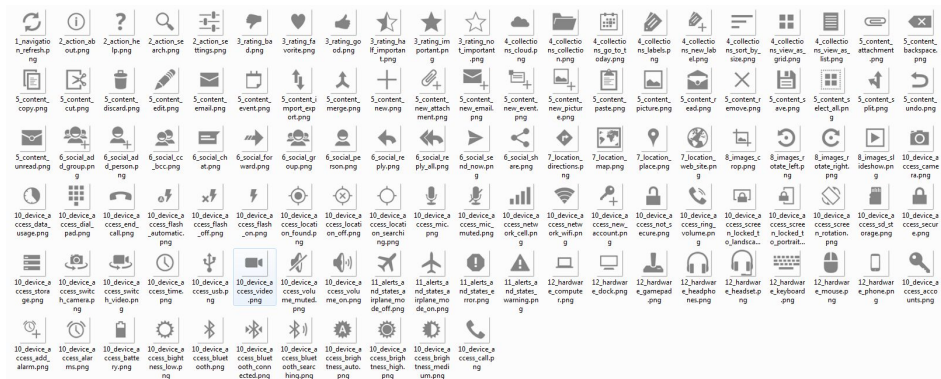 1_navigatio
n_refresh.p
ng
2_action_ab
out.png
2_action_he
lp.png
2_action_se
arch.png
2_action_se
ttings.png
3_rating_ba
d.png
3_rating_fa
vorite.png
3_rating_go
od.png
3_rating_ha
lf_importan
t.png
3_rating_im
portant.pn
g
3_rating_no
t_important
.png
4_collectio
ns_cloud.p
ng
4_collectio
n.png
4_collectio
ns_go_to_t
oday.png
4_collectio
ns_labels.p
ng
4_collectio
ns_new_lab
el.png
4_collectio
ns_sort_by_
size.png
4_collectio
ns_view_as_
grid.png
4_collectio
ns_view_as_
list.png
5_content_
attachment
.png
5_content_
backspace.
png
5_content_
copy.png
5_content_
cut.png
5_content_
discard.png
5_content_
edit.png
5_content_
email.png
5_content_
event.png
5_content_i
mport_exp
ort.png
5_content_
merge.png
5_content_
new.png
5_content_
new_attach
ment.png
5_content_
new_email.
png
5_content_
new_event.
png
5_content_
new_pictur
e.png
5_content_
paste.png
5_content_
picture.png
5_content_
read.png
5_content_r
emove.png
5_content_s
ave.png
5_content_s
elect_all.pn
g
5_content_s
plit.png
5_content_
undo.png
5_content_
unread.png
6_social_ad
d_group.pn
g
6_social_ad
d_person.p
ng
6_social_cc
_bcc.png
6_social_ch
at.png
6_social_for
ward.png
6_social_gr
oup.png
6_social_pe
rson.png
6_social_re
ply.png
6_social_re
ply_all.png
6_social_se
nd_now.pn
g
6_social_sh
are.png
7_location_
directions.p
ng
7_location_
map.png
7_location_
place.png
7_location_
web_site.pn
g
8_images_c
rop.png
8_images_r
otate_left.p
ng
8_images_r
otate_right.
png
8_images_sl
ideshow.pn
g
10_device_a
ccess_came
ra.png
10_device_a
ccess_data_
usage.png
10_device_a
ccess_dial_
pad.png
10_device_a
ccess_end_
call.png
10_device_a
ccess_flash
_automatic.
png
10_device_a
ccess_flash
_off.png
10_device_a
ccess_flash
_on.png
10_device_a
ccess_locati
on_found.p
ng
10_device_a
ccess_locati
on_off.png
10_device_a
ccess_locati
on_searchi
ng.png
10_device_a
ccess_mic.
png
10_device_a
ccess_mic_
muted.png
10_device_a
ccess_netw
ork_cell.pn
g
10_device_a
ccess_netw
ork_wifi.pn
g
10_device_a
ccess_new_
account.pn
g
10_device_a
ccess_not_s
ecure.png
10_device_a
ccess_ring_
volume.pn
g
10_device_a
ccess_scree
n_locked_t
o_landsca...
10_device_a
ccess_scree
n_locked_t
o_portrait...
10_device_a
ccess_scree
n_rotation.
png
10_device_a
ccess_sd_st
orage.png
10_device_a
ccess_secur
e.png
10_device_a
ccess_stora
ge.png
10_device_a
ccess_switc
h_camera.p
ng
10_device_a
ccess_switc
h_video.pn
g
10_device_a
ccess_time.
png
10_device_a
ccess_usb.p
ng
10_device_a
ccess_video
.png
10_device_a
ccess_volu
me_muted.
png
10_device_a
ccess_volu
me_on.png
11_alerts_a
nd_states_a
irplane_mo
de_off.png
11_alerts_a
nd_states_a
irplane_mo
de_on.png
11_alerts_a
nd_states_e
rror.png
11_alerts_a
nd_states_
warning.pn
g
12_hardwar
e_compute
r.png
12_hardwar
e_dock.png
12_hardwar
e_gamepad
.png
12_hardwar
e_headpho
nes.png
12_hardwar
e_headset.p
ng
12_hardwar
e_keyboard
.png
12_hardwar
e_mouse.p
ng
12_hardwar
e_phone.pn
g
10_device_a
ccess_acco
unts.png
10_device_a
ccess_add_
alarm.png
10_device_a
ccess_alar
ms.png
10_device_a
ccess_batte
ry.png
10_device_a
ccess_bight
ness_low.p
ng
10_device_a
ccess_bluet
ooth.png
10_device_a
ccess_bluet
ooth_conn
ected.png
10_device_a
ccess_bluet
ooth_searc
hing.png
10_device_a
ccess_brigh
tness_auto.
png
10_device_a
ccess_brigh
tness_high.
png
10_device_a
ccess_brigh
tness_medi
um.png
10_device_a
ccess_call.p
ng